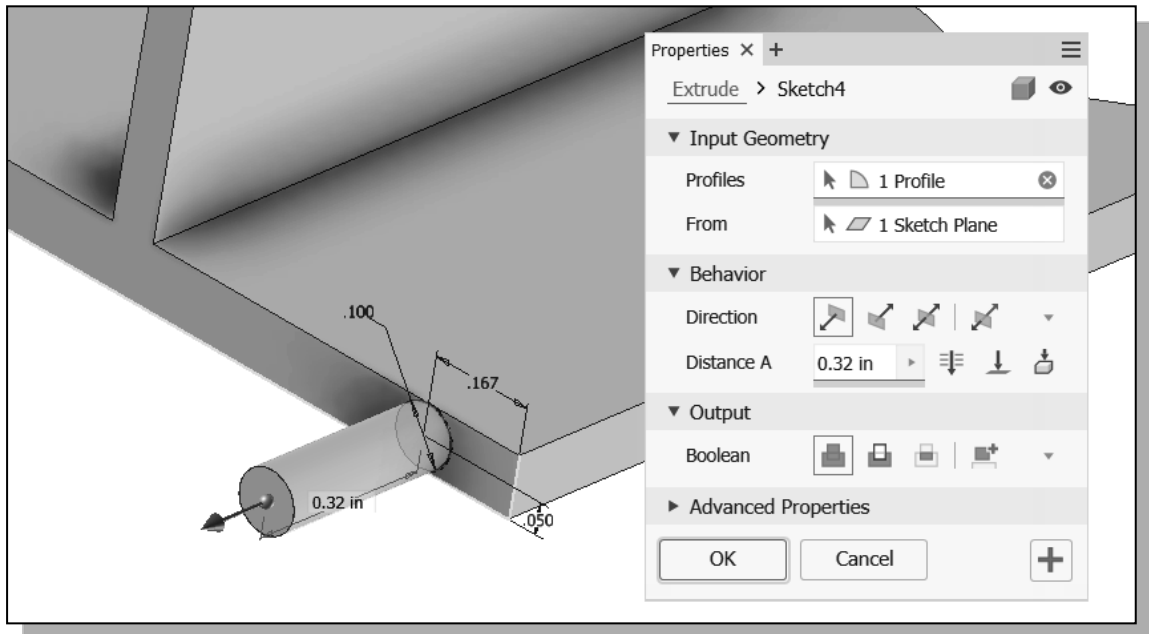 Properties × +
Extrude > Sketch4
Input Geometry
Profiles 1 Profile
From 1 Sketch Plane
Behavior
Direction
Distance A 0.32 in
Output
Boolean
Advanced Properties
OK Cancel
.100
.167
0.32 in
.050